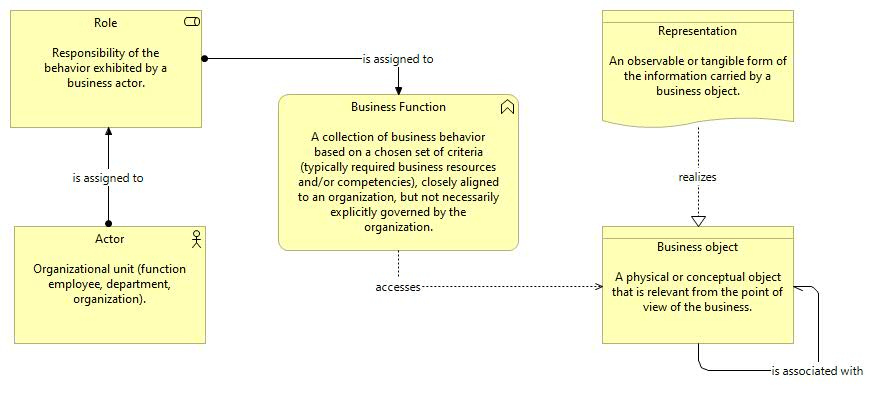 Role
Responsibility of the
behavior exhibited by a
business actor.
is assigned to
Representation
An observable or tangible form of
the information carried by a
business object.
Business Function
A collection of business behavior
based on a chosen set of criteria
(typically required business resources
and/or competencies), closely aligned
to an organization, but not necessarily
explicitly governed by the
organization.
is assigned to
realizes
Actor
Organizational unit (function
employee, department,
organization).
accesses
Business object
A physical or conceptual object
that is relevant from the point of
view of the business.
is associated with